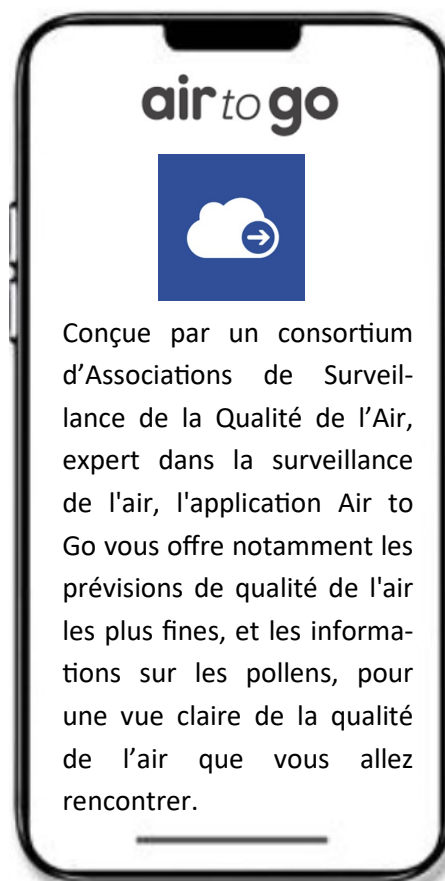 air to go
Conçue par un consortium
d’Associations de Surveil-
lance de la Qualité de l’Air,
expert dans la surveillance
de l'air, l'application Air to
Go vous offre notamment les
prévisions de qualité de l'air
les plus fines, et les informa-
tions sur les pollens, pour
une vue claire de la qualité
de l’air que vous allez
rencontrer.